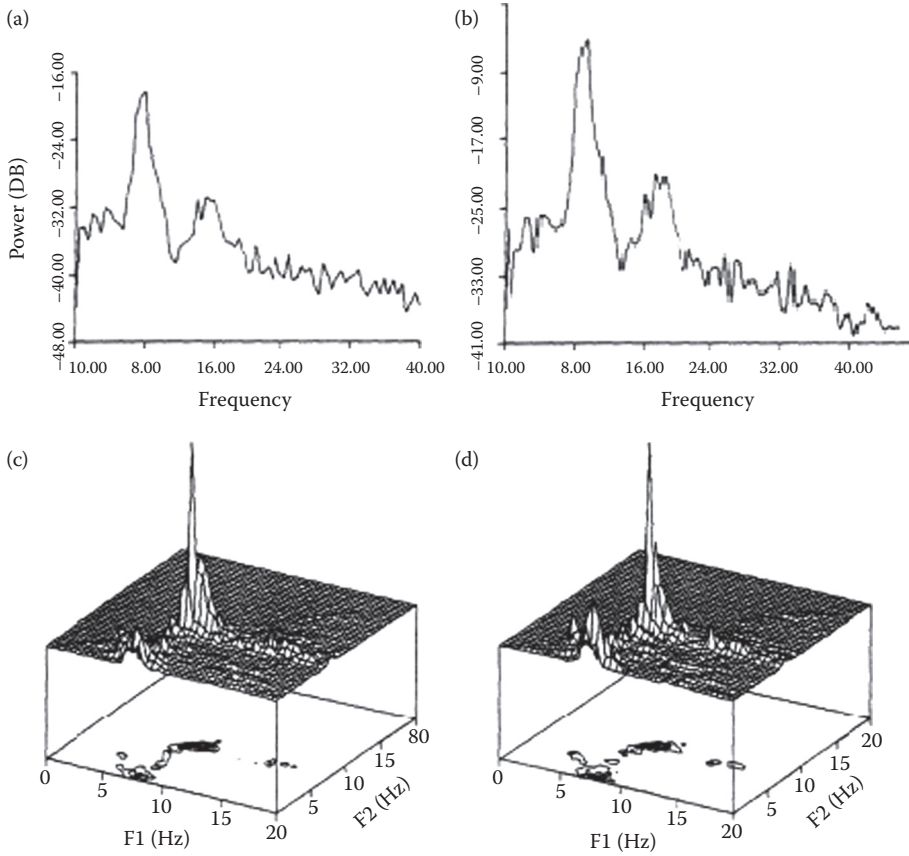 (a)
−16.00
−24.00
−32.00
−40.00
−48.00
Power (DB)
10.00 8.00 16.00 24.00 32.00 40.00
Frequency
(b)
−9.00
−17.00
−25.00
−33.00
−41.00
10.00 8.00 16.00 24.00 32.00 40.00
Frequency
(c)
0 5 10 15 20
F1 (Hz)
5 10 15 80
F2 (Hz)
(d)
0 5 10 15 20
F1 (Hz)
5 10 15 20
F2 (Hz)